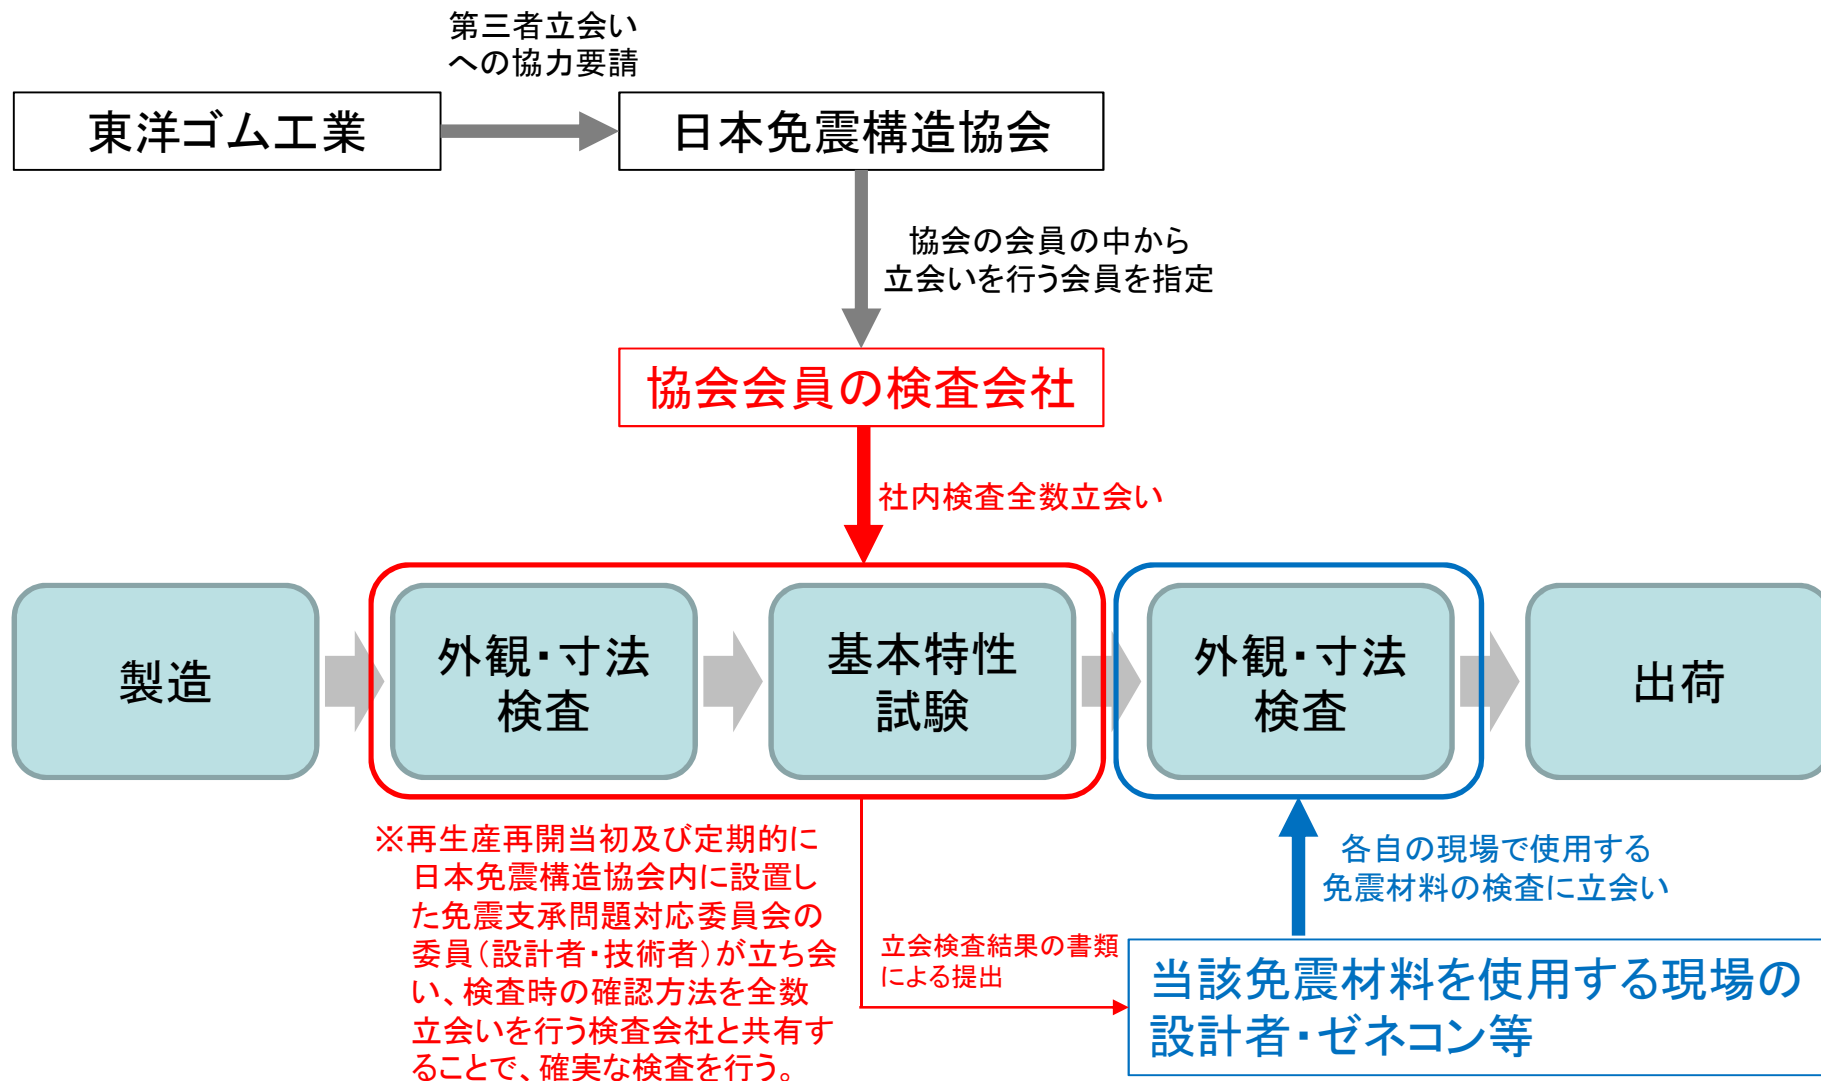 第三者立会い
への協力要請
東洋ゴム工業
日本免震構造協会
協会の会員の中から
立会いを行う会員を指定
協会会員の検査会社
社内検査全数立会い
製造
外観・寸法
検査
基本特性
試験
外観・寸法
検査
出荷
※再生産再開当初及び定期的に
日本免震構造協会内に設置し
た免震支承問題対応委員会の
委員(設計者・技術者)が立ち会
い、検査時の確認方法を全数
立会いを行う検査会社と共有す
ることで、確実な検査を行う。
各自の現場で使用する
免震材料の検査に立会い
立会検査結果の書類
による提出
当該免震材料を使用する現場の
設計者・ゼネコン等